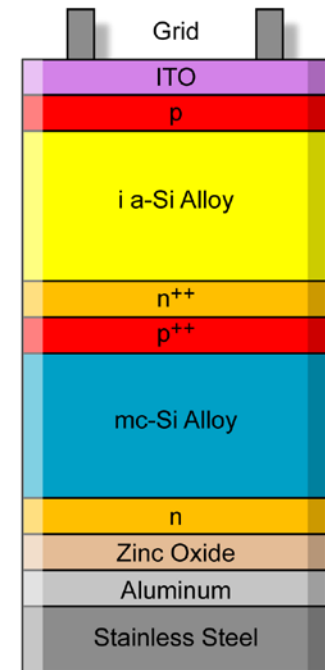 Grid
ITO
p
i a-Si Alloy
n++
p++
mc-Si Alloy
n
Zinc Oxide
Aluminum
Stainless Steel